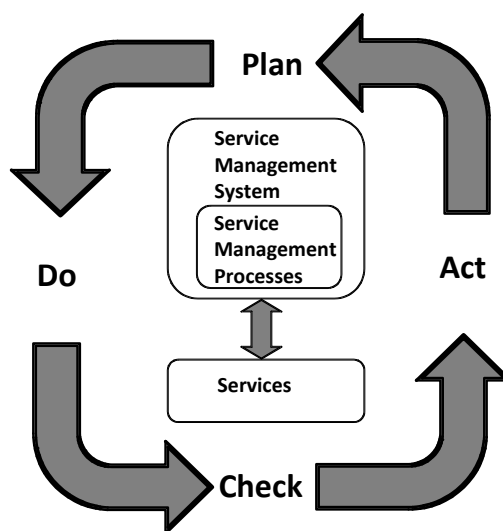 Plan
Service
Management
System
Service
Management
Processes
Do
Act
Services
Check